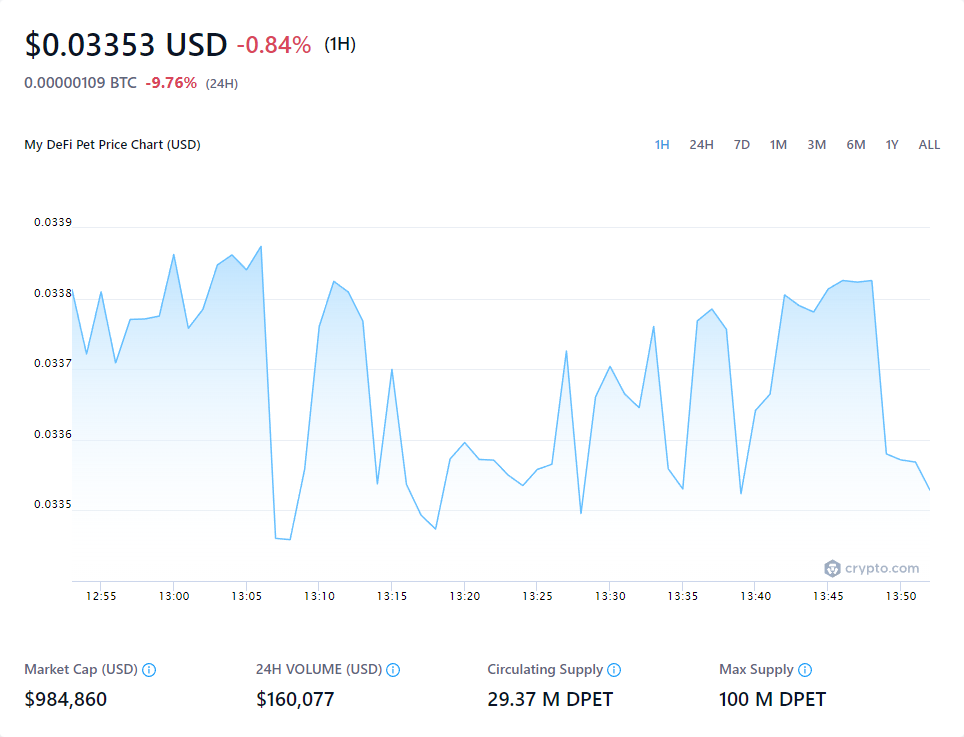 $0.03353 USD -0.84% (1H)
0.00000109 BTC -9.76% (24H)
My DeFi Pet Price Chart (USD) 1H 24H 7D 1M 3M 6M 1Y ALL
0.0339
0.0338
0.0337
0.0336
0.0335
crypto.com
12:55 13:00 13:05 13:10 13:15 13:20 13:25 13:30 13:35 13:40 13:45 13:50
Market Cap (USD) 24H VOLUME (USD) Circulating Supply Max Supply
$984,860 $160,077 29.37 M DPET 100 M DPET